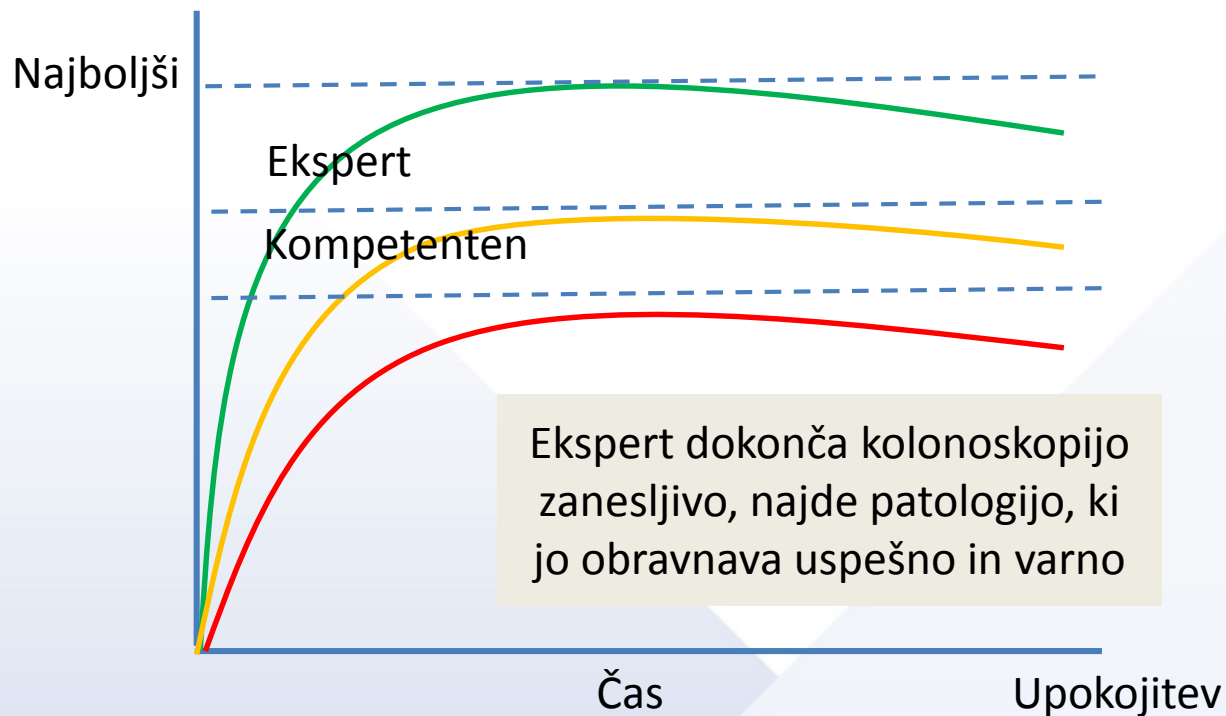 Najboljši
Ekspert
Kompetenten
Ekspert dokonča kolonoskopijo
zanesljivo, najde patologijo, ki
jo obravnava uspešno in varno
Čas
Upokojitev